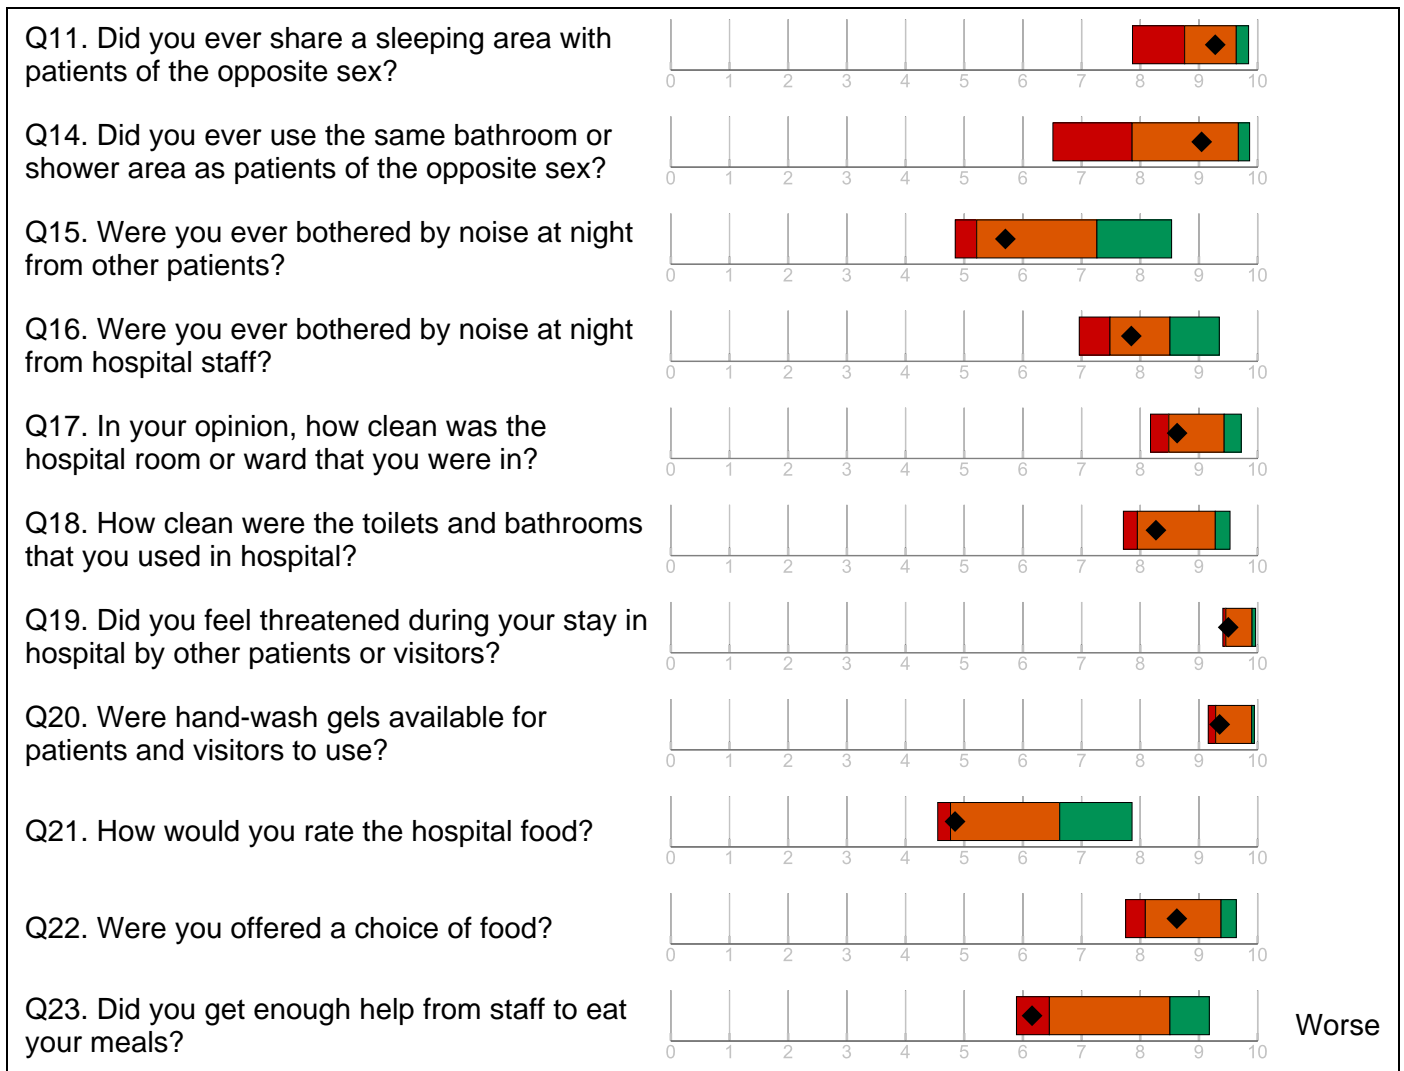 Q11. Did you ever share a sleeping area with
patients of the opposite sex?
0 1 2 3 4 5 6 7 8 9 10
Q14. Did you ever use the same bathroom or
shower area as patients of the opposite sex?
0 1 2 3 4 5 6 7 8 9 10
Q15. Were you ever bothered by noise at night
from other patients?
0 1 2 3 4 5 6 7 8 9 10
Q16. Were you ever bothered by noise at night
from hospital staff?
0 1 2 3 4 5 6 7 8 9 10
Q17. In your opinion, how clean was the
hospital room or ward that you were in?
0 1 2 3 4 5 6 7 8 9 10
Q18. How clean were the toilets and bathrooms
that you used in hospital?
0 1 2 3 4 5 6 7 8 9 10
Q19. Did you feel threatened during your stay in
hospital by other patients or visitors?
0 1 2 3 4 5 6 7 8 9 10
Q20. Were hand-wash gels available for
patients and visitors to use?
0 1 2 3 4 5 6 7 8 9 10
Q21. How would you rate the hospital food?
0 1 2 3 4 5 6 7 8 9 10
Q22. Were you offered a choice of food?
0 1 2 3 4 5 6 7 8 9 10
Q23. Did you get enough help from staff to eat
your meals?
Worse
0 1 2 3 4 5 6 7 8 9 10